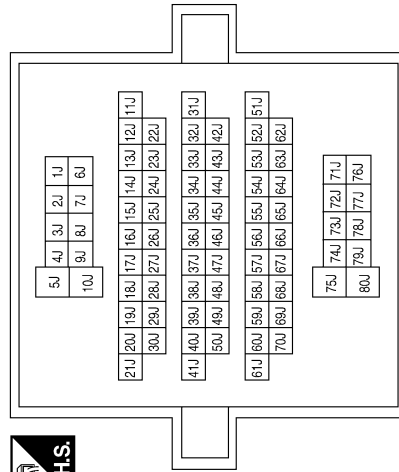 H.S.
5J 4J 3J 2J 1J
10J 9J 8J 7J 6J
21J 20J 19J 18J 17J 16J 15J 14J 13J 12J 11J
30J 29J 28J 27J 26J 25J 24J 23J 22J
41J 40J 39J 38J 37J 36J 35J 34J 33J 32J 31J
50J 49J 48J 47J 46J 45J 44J 43J 42J
61J 60J 59J 58J 57J 56J 55J 54J 53J 52J 51J
70J 69J 68J 67J 66J 65J 64J 63J 62J
75J 74J 73J 72J 71J
80J 79J 78J 77J 76J